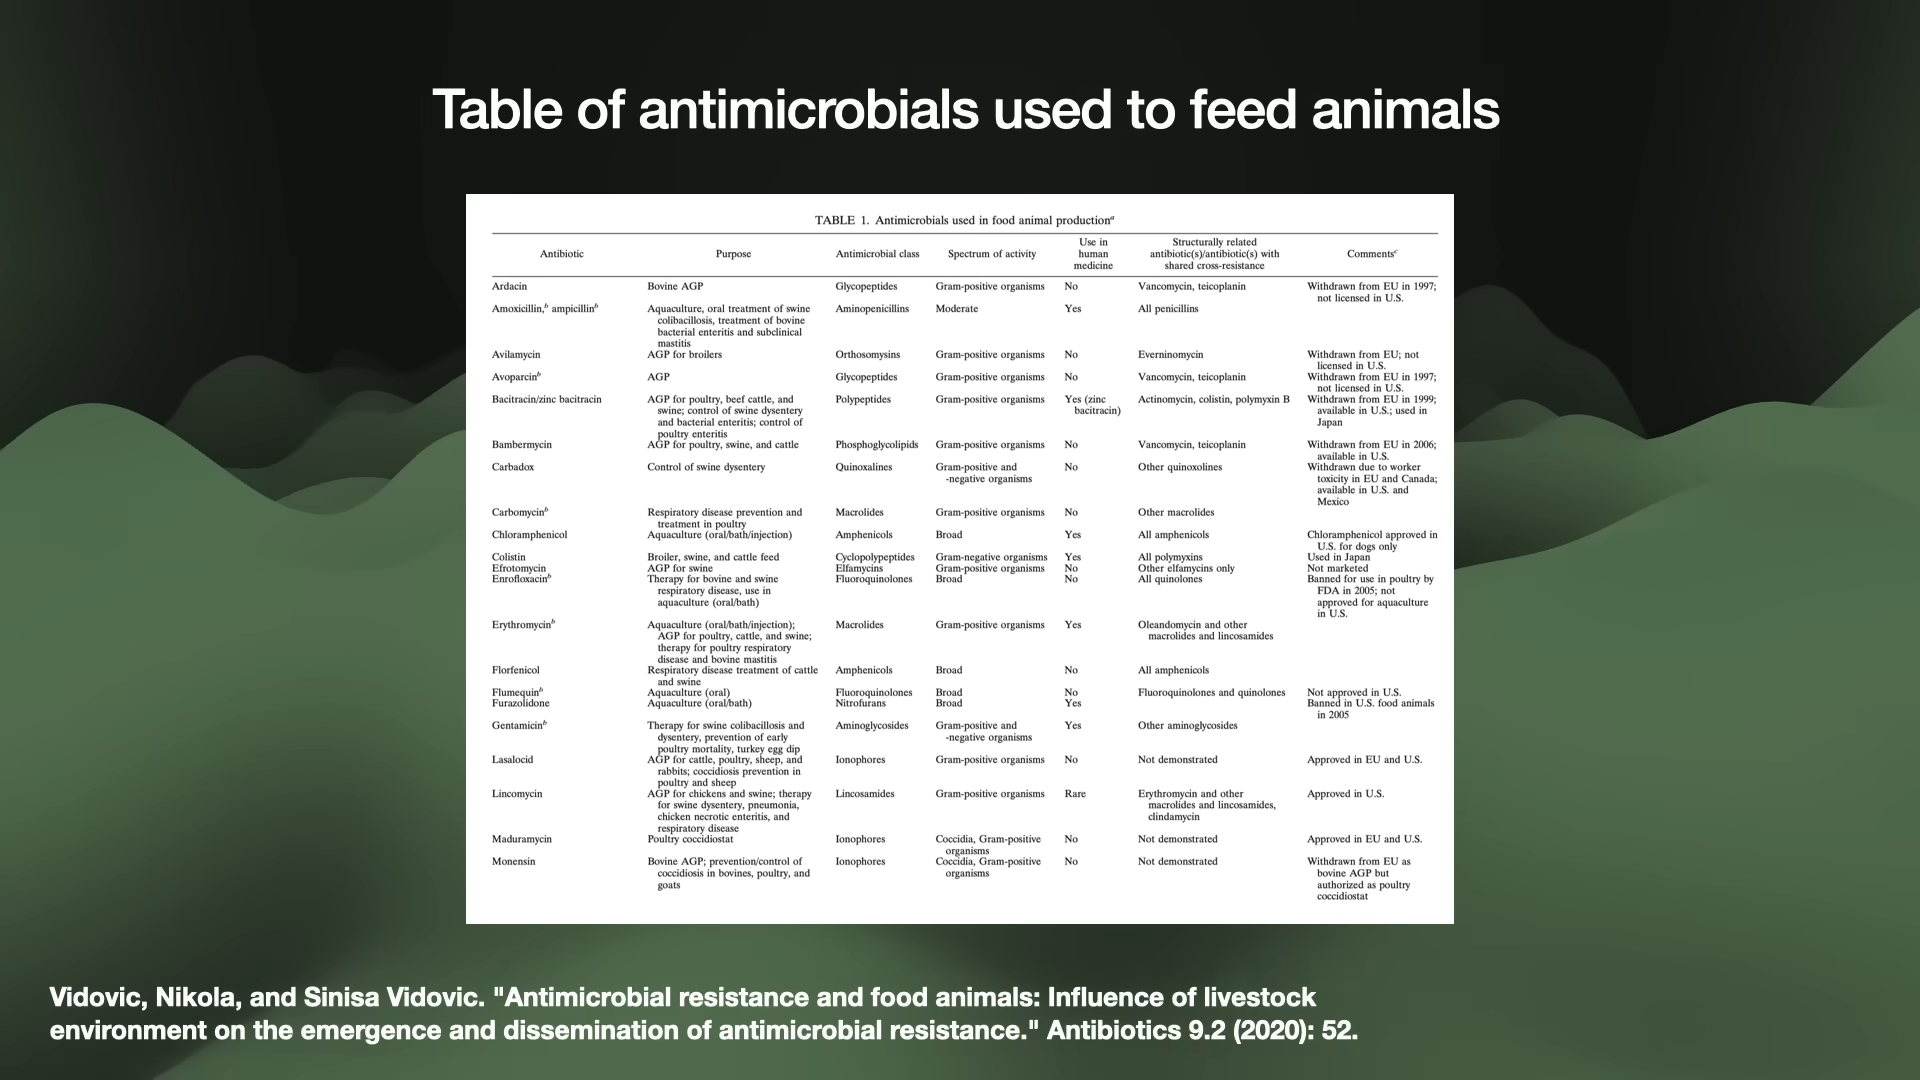 Table of antimicrobials used to feed animals
TABLE 1. Antimicrobials used in food animal productionᵃ
Antibiotic Purpose Antimicrobial class Spectrum of activity Use in human medicine Structurally related antibiotic(s)/antibiotic(s) with shared cross-resistance Commentsᶜ
Ardacin Bovine AGP Glycopeptides Gram-positive organisms No Vancomycin, teicoplanin Withdrawn from EU in 1997; not licensed in U.S.
Amoxicillin,ᵇ ampicillinᵇ Aquaculture, oral treatment of swine colibacillosis, treatment of bovine bacterial enteritis and subclinical mastitis Aminopenicillins Moderate Yes All penicillins
Avilamycin AGP for broilers Orthosomysins Gram-positive organisms No Everninomycin Withdrawn from EU; not licensed in U.S.
Avoparcinᵇ AGP Glycopeptides Gram-positive organisms No Vancomycin, teicoplanin Withdrawn from EU in 1997; not licensed in U.S.
Bacitracin/zinc bacitracin AGP for poultry, beef cattle, and swine; control of swine dysentery and bacterial enteritis; control of poultry enteritis Polypeptides Gram-positive organisms Yes (zinc bacitracin) Actinomycin, colistin, polymyxin B Withdrawn from EU in 1999; available in U.S.; used in Japan
Bambermycin AGP for poultry, swine, and cattle Phosphoglycolipids Gram-positive organisms No Vancomycin, teicoplanin Withdrawn from EU in 2006; available in U.S.
Carbadox Control of swine dysentery Quinoxalines Gram-positive and -negative organisms No Other quinoxolines Withdrawn due to worker toxicity in EU and Canada; available in U.S. and Mexico
Carbomycinᵇ Respiratory disease prevention and treatment in poultry Macrolides Gram-positive organisms No Other macrolides
Chloramphenicol Aquaculture (oral/bath/injection) Amphenicols Broad Yes All amphenicols Chloramphenicol approved in U.S. for dogs only
Colistin Broiler, swine, and cattle feed Cyclopolypeptides Gram-negative organisms Yes All polymyxins Used in Japan
Efrotomycin AGP for swine Elfamycins Gram-positive organisms No Other elfamycins only Not marketed
Enrofloxacinᵇ Therapy for bovine and swine respiratory disease, use in aquaculture (oral/bath) Fluoroquinolones Broad No All quinolones Banned for use in poultry by FDA in 2005; not approved for aquaculture in U.S.
Erythromycinᵇ Aquaculture (oral/bath/injection); AGP for poultry, cattle, and swine; therapy for poultry respiratory disease and bovine mastitis Macrolides Gram-positive organisms Yes Oleandomycin and other macrolides and lincosamides
Florfenicol Respiratory disease treatment of cattle and swine Amphenicols Broad No All amphenicols
Flumequinᵇ Aquaculture (oral) Fluoroquinolones Broad No Fluoroquinolones and quinolones Not approved in U.S.
Furazolidone Aquaculture (oral/bath) Nitrofurans Broad Yes Banned in U.S. food animals in 2005
Gentamicinᵇ Therapy for swine colibacillosis and dysentery, prevention of early poultry mortality, turkey egg dip Aminoglycosides Gram-positive and -negative organisms Yes Other aminoglycosides
Lasalocid AGP for cattle, poultry, sheep, and rabbits; coccidiosis prevention in poultry and sheep Ionophores Gram-positive organisms No Not demonstrated Approved in EU and U.S.
Lincomycin AGP for chickens and swine; therapy for swine dysentery, pneumonia, chicken necrotic enteritis, and respiratory disease Lincosamides Gram-positive organisms Rare Erythromycin and other macrolides and lincosamides, clindamycin Approved in U.S.
Maduramycin Poultry coccidiostat Ionophores Coccidia, Gram-positive organisms No Not demonstrated Approved in EU and U.S.
Monensin Bovine AGP; prevention/control of coccidiosis in bovines, poultry, and goats Ionophores Coccidia, Gram-positive organisms No Not demonstrated Withdrawn from EU as bovine AGP but authorized as poultry coccidiostat
Vidovic, Nikola, and Sinisa Vidovic. "Antimicrobial resistance and food animals: Influence of livestock
environment on the emergence and dissemination of antimicrobial resistance." Antibiotics 9.2 (2020): 52.